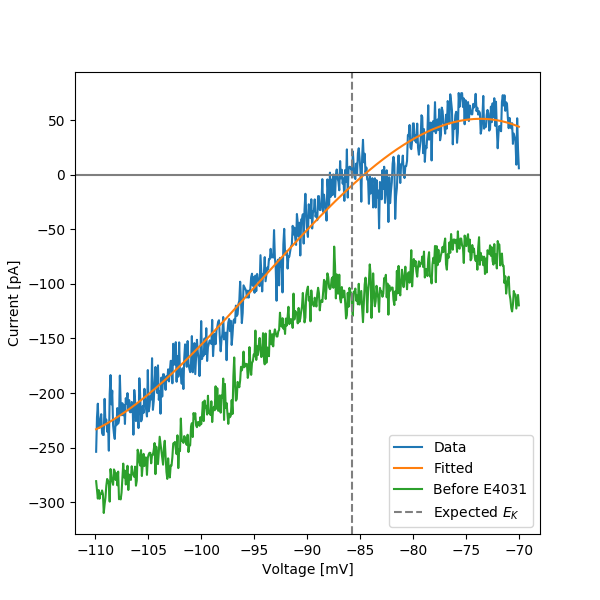 Current [pA]
50
0
−50
−100
−150
−200
−250
−300
−110
−105
−100
−95
−90
−85
−80
−75
−70
Voltage [mV]
Data
Fitted
Before E4031
Expected E_K